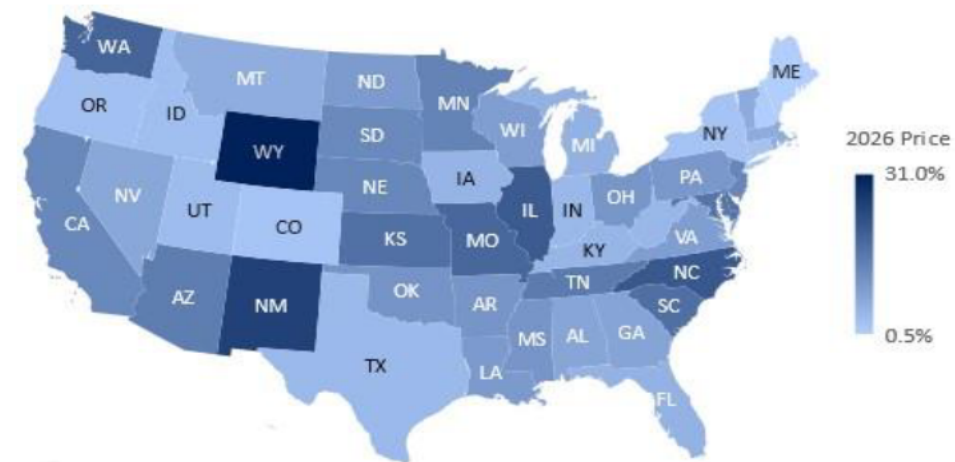 WA
MT
ND
ME
OR
ID
MN
SD
WI
NY
WY
MI
2026 Price
31.0%
IA
NE
PA
NV
UT
IL
IN
OH
CO
CA
KS
MO
KY
VA
AZ
NM
OK
TN
NC
AR
SC
MS
AL
GA
TX
LA
0.5%
FL